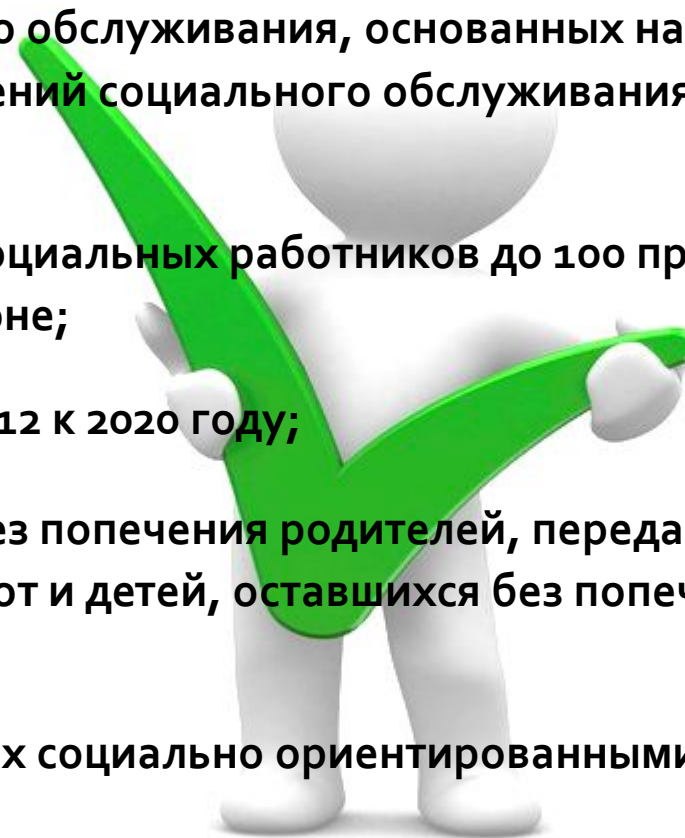 о обслуживания, основанных на
ений социального обслуживания
оциальных работников до 100 пр
оне;
12 к 2020 году;
ез попечения родителей, переда
от и детей, оставшихся без попеч
х социально ориентированными